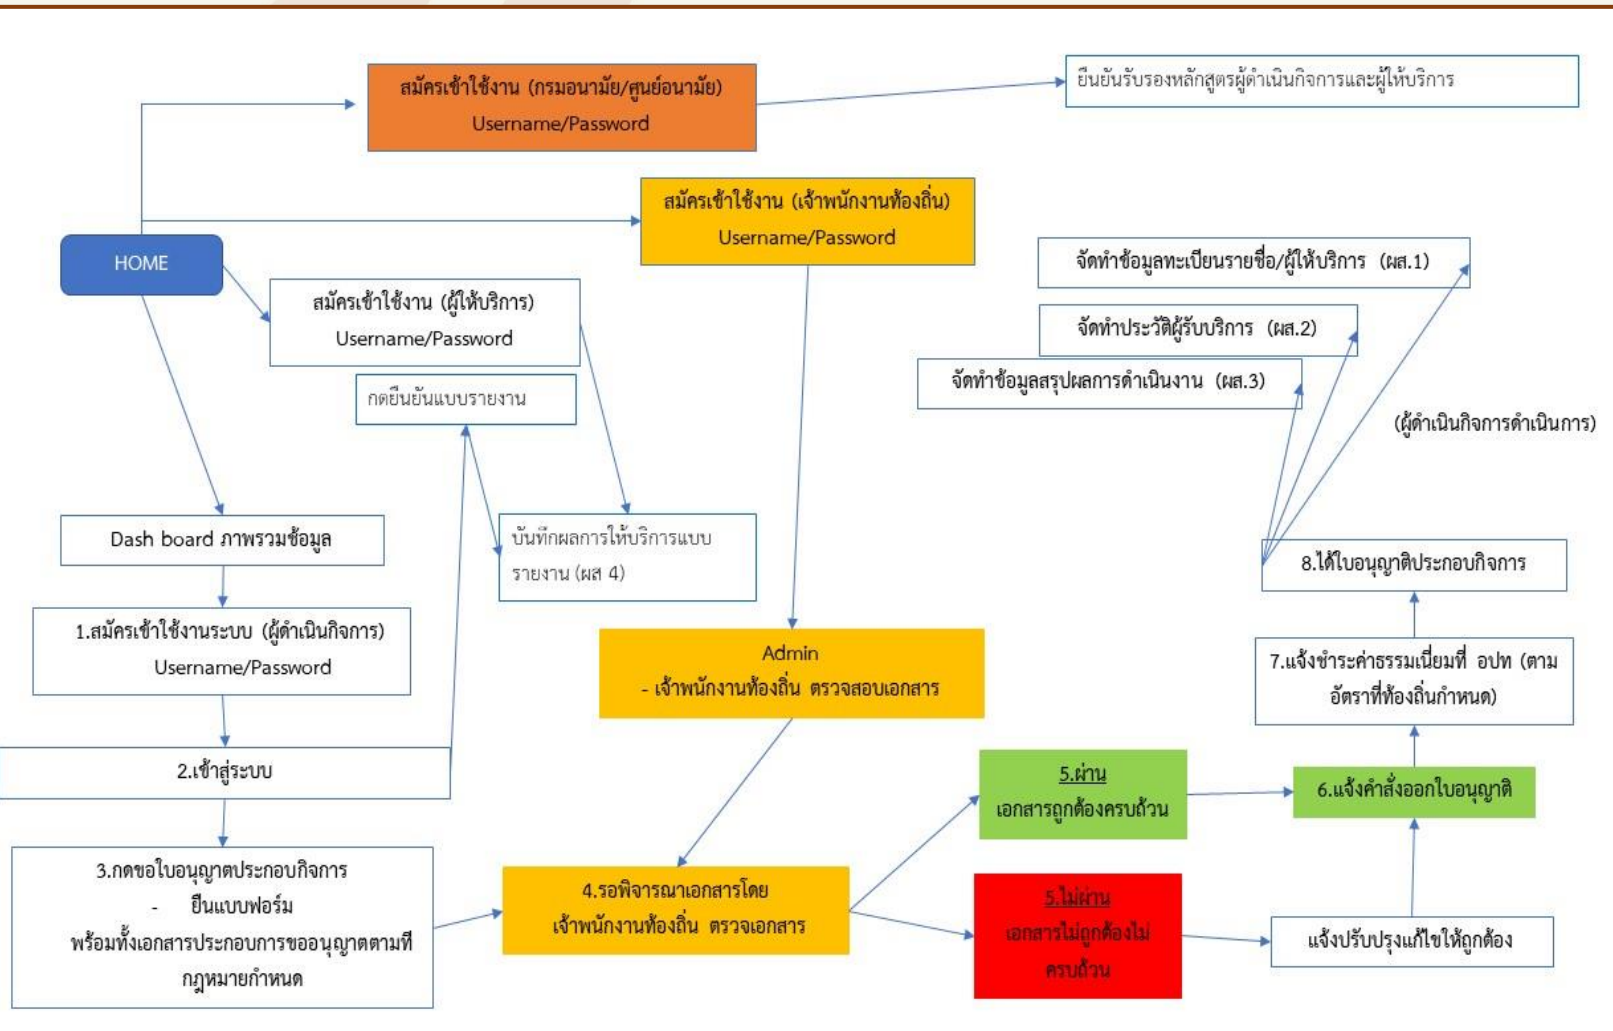 สมัครเข้าใช้งาน (กรมอนามัย/ศูนย์อนามัย)
Username/Password
ยืนยันรับรองหลักสูตรผู้ดำเนินกิจการและผู้ให้บริการ
สมัครเข้าใช้งาน (เจ้าพนักงานท้องถิ่น)
Username/Password
HOME
สมัครเข้าใช้งาน (ผู้ให้บริการ)
Username/Password
จัดทำข้อมูลทะเบียนรายชื่อ/ผู้ให้บริการ (ผส.1)
จัดทำประวัติผู้รับบริการ (ผส.2)
จัดทำข้อมูลสรุปผลการดำเนินงาน (ผส.3)
(ผู้ดำเนินกิจการดำเนินการ)
กดยืนยันแบบรายงาน
Dash board ภาพรวมข้อมูล
บันทึกผลการให้บริการแบบ
รายงาน (ผส 4)
1.สมัครเข้าใช้งานระบบ (ผู้ดำเนินกิจการ)
Username/Password
Admin
- เจ้าพนักงานท้องถิ่น ตรวจสอบเอกสาร
8.ได้ใบอนุญาติประกอบกิจการ
7.แจ้งชำระค่าธรรมเนี่ยมที่ อปท (ตาม
อัตราที่ท้องถิ่นกำหนด)
2.เข้าสู่ระบบ
5.ผ่าน
เอกสารถูกต้องครบถ้วน
6.แจ้งคำสั่งออกใบอนุญาติ
3.กดขอใบอนุญาตประกอบกิจการ
- ยืนแบบฟอร์ม
พร้อมทั้งเอกสารประกอบการขออนุญาตตามที่
กฎหมายกำหนด
4.รอพิจารณาเอกสารโดย
เจ้าพนักงานท้องถิ่น ตรวจเอกสาร
5.ไม่ผ่าน
เอกสารไม่ถูกต้องไม่
ครบถ้วน
แจ้งปรับปรุงแก้ไขให้ถูกต้อง